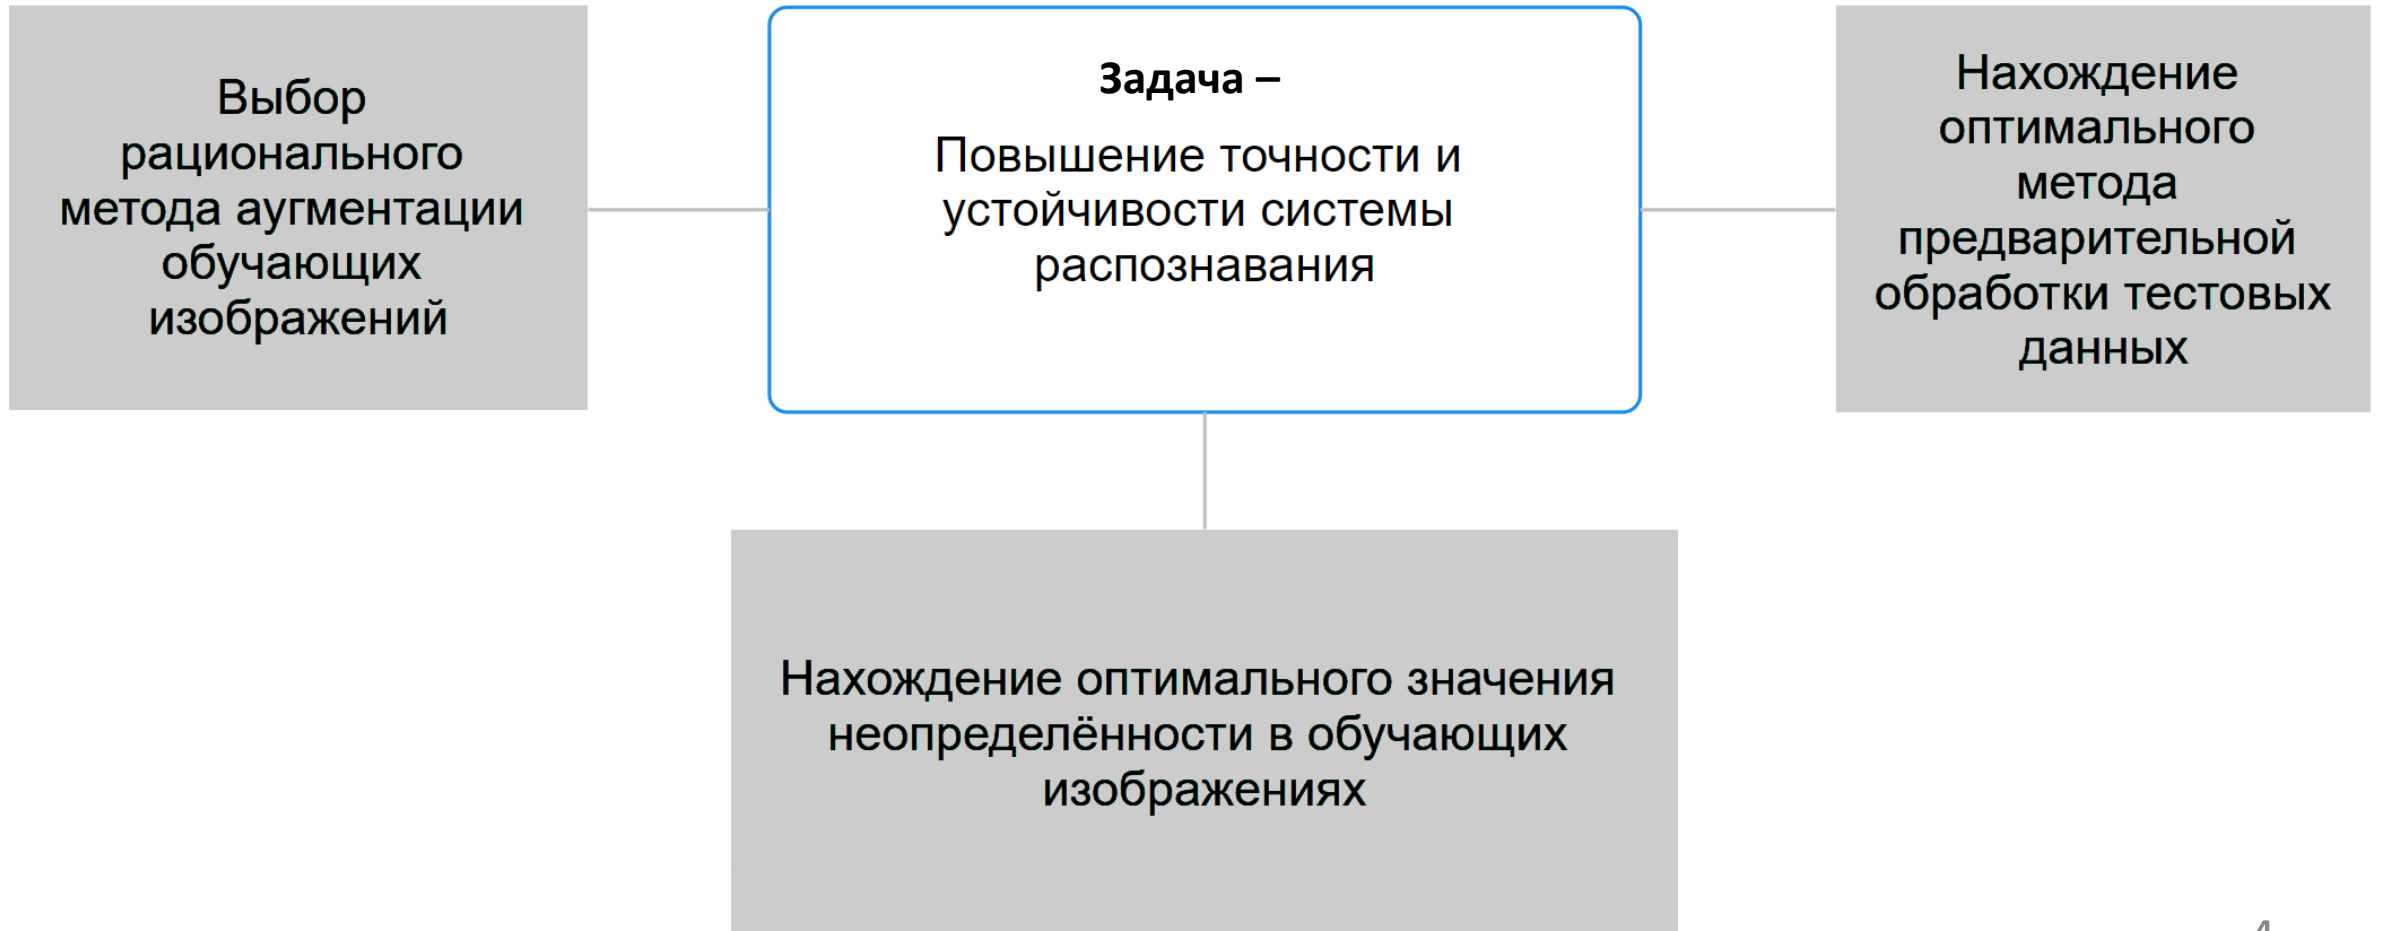 Выбор
рационального
метода аугментации
обучающих
изображений
Задача –
Повышение точности и
устойчивости системы
распознавания
Нахождение
оптимального
метода
предварительной
обработки тестовых
данных
Нахождение оптимального значения
неопределённости в обучающих
изображениях
4